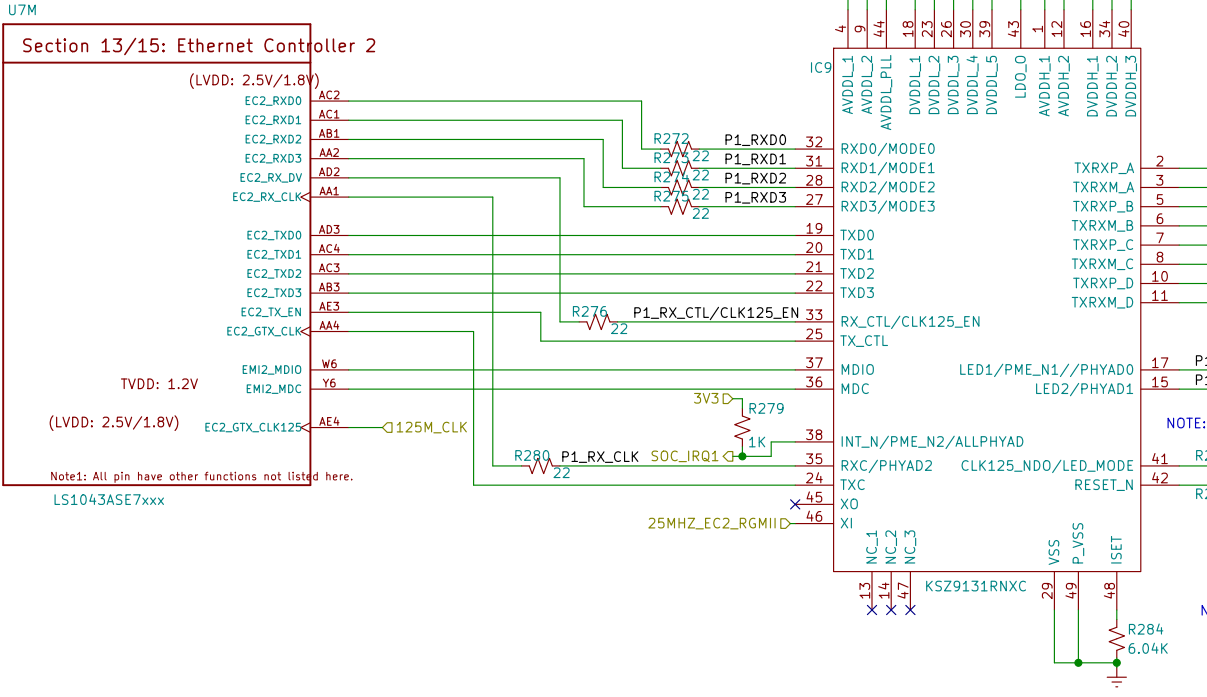 U7M
Section 13/15: Ethernet Controller 2
(LVDD: 2.5V/1.8V)
EC2_RXD0 AC2
EC2_RXD1 AC1
EC2_RXD2 AB1
EC2_RXD3 AA2
EC2_RX_DV AD2
EC2_RX_CLK AA1
EC2_TXD0 AD3
EC2_TXD1 AC4
EC2_TXD2 AC3
EC2_TXD3 AB3
EC2_TX_EN AE3
EC2_GTX_CLK AA4
EMI2_MDIO W6
TVDD: 1.2V
EMI2_MDC Y6
(LVDD: 2.5V/1.8V)
EC2_GTX_CLK125 AE4
125M_CLK
Note1: All pin have other functions not listed here.
LS1043ASE7xxx
R272 22 P1_RXD0
R273 22 P1_RXD1
R274 22 P1_RXD2
R275 22 P1_RXD3
R276 22 P1_RX_CTL/CLK125_EN
3V3
R279
1K
SOC_IRQ1
R280 22 P1_RX_CLK
25MHZ_EC2_RGMII
IC9
4 AVDDL_1
9 AVDDL_2
44 AVDDL_PLL
18 DVDDL_1
23 DVDDL_2
26 DVDDL_3
30 DVDDL_4
39 DVDDL_5
43 LDO_O
1 AVDDH_1
12 AVDDH_2
16 DVDDH_1
34 DVDDH_2
40 DVDDH_3
32 RXD0/MODE0
31 RXD1/MODE1
28 RXD2/MODE2
27 RXD3/MODE3
19 TXD0
20 TXD1
21 TXD2
22 TXD3
33 RX_CTL/CLK125_EN
25 TX_CTL
37 MDIO
36 MDC
38 INT_N/PME_N2/ALLPHYAD
35 RXC/PHYAD2
24 TXC
45 XO
46 XI
TXRXP_A 2
TXRXM_A 3
TXRXP_B 5
TXRXM_B 6
TXRXP_C 7
TXRXM_C 8
TXRXP_D 10
TXRXM_D 11
LED1/PME_N1//PHYAD0 17
P1
LED2/PHYAD1 15
P1
NOTE:
CLK125_NDO/LED_MODE 41
R2
RESET_N 42
R2
13 NC_1
14 NC_2
47 NC_3
29 VSS
49 P_VSS
48 ISET
KSZ9131RNXC
N
R284
6.04K